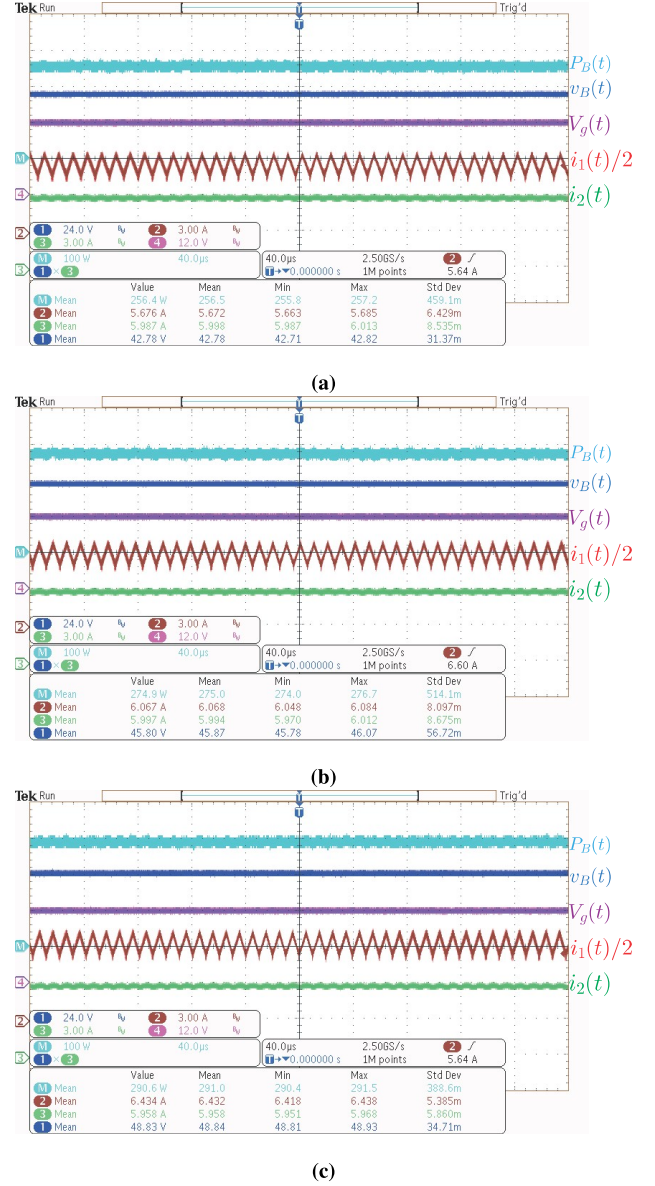 Tek Run Trig'd
T
T
P_B(t)
v_B(t)
V_g(t)
M i_1(t)/2
4 i_2(t)
2
3
1 24.0 V 2 3.00 A
3 3.00 A 4 12.0 V
M 100 W 40.0µs
1 × 3
40.0µs 2.50GS/s 2
T→▼0.000000 s 1M points 5.64 A
Value Mean Min Max Std Dev
M Mean 256.4 W 256.5 255.8 257.2 459.1m
2 Mean 5.676 A 5.672 5.663 5.685 6.429m
3 Mean 5.987 A 5.998 5.987 6.013 8.535m
1 Mean 42.78 V 42.78 42.71 42.82 31.37m
(a)
Tek Run Trig'd
T
T
P_B(t)
v_B(t)
V_g(t)
M i_1(t)/2
4 i_2(t)
2
3
1 24.0 V 2 3.00 A
3 3.00 A 4 12.0 V
M 100 W 40.0µs
1 × 3
40.0µs 2.50GS/s 2
T→▼0.000000 s 1M points 6.60 A
Value Mean Min Max Std Dev
M Mean 274.9 W 275.0 274.0 276.7 514.1m
2 Mean 6.067 A 6.068 6.048 6.084 8.097m
3 Mean 5.997 A 5.994 5.970 6.012 8.675m
1 Mean 45.80 V 45.87 45.78 46.07 56.72m
(b)
Tek Run Trig'd
T
T
P_B(t)
v_B(t)
V_g(t)
M i_1(t)/2
4 i_2(t)
2
3
1 24.0 V 2 3.00 A
3 3.00 A 4 12.0 V
M 100 W 40.0µs
1 × 3
40.0µs 2.50GS/s 2
T→▼0.000000 s 1M points 5.64 A
Value Mean Min Max Std Dev
M Mean 290.6 W 291.0 290.4 291.5 388.6m
2 Mean 6.434 A 6.432 6.418 6.438 5.385m
3 Mean 5.958 A 5.958 5.951 5.968 5.860m
1 Mean 48.83 V 48.84 48.81 48.93 34.71m
(c)